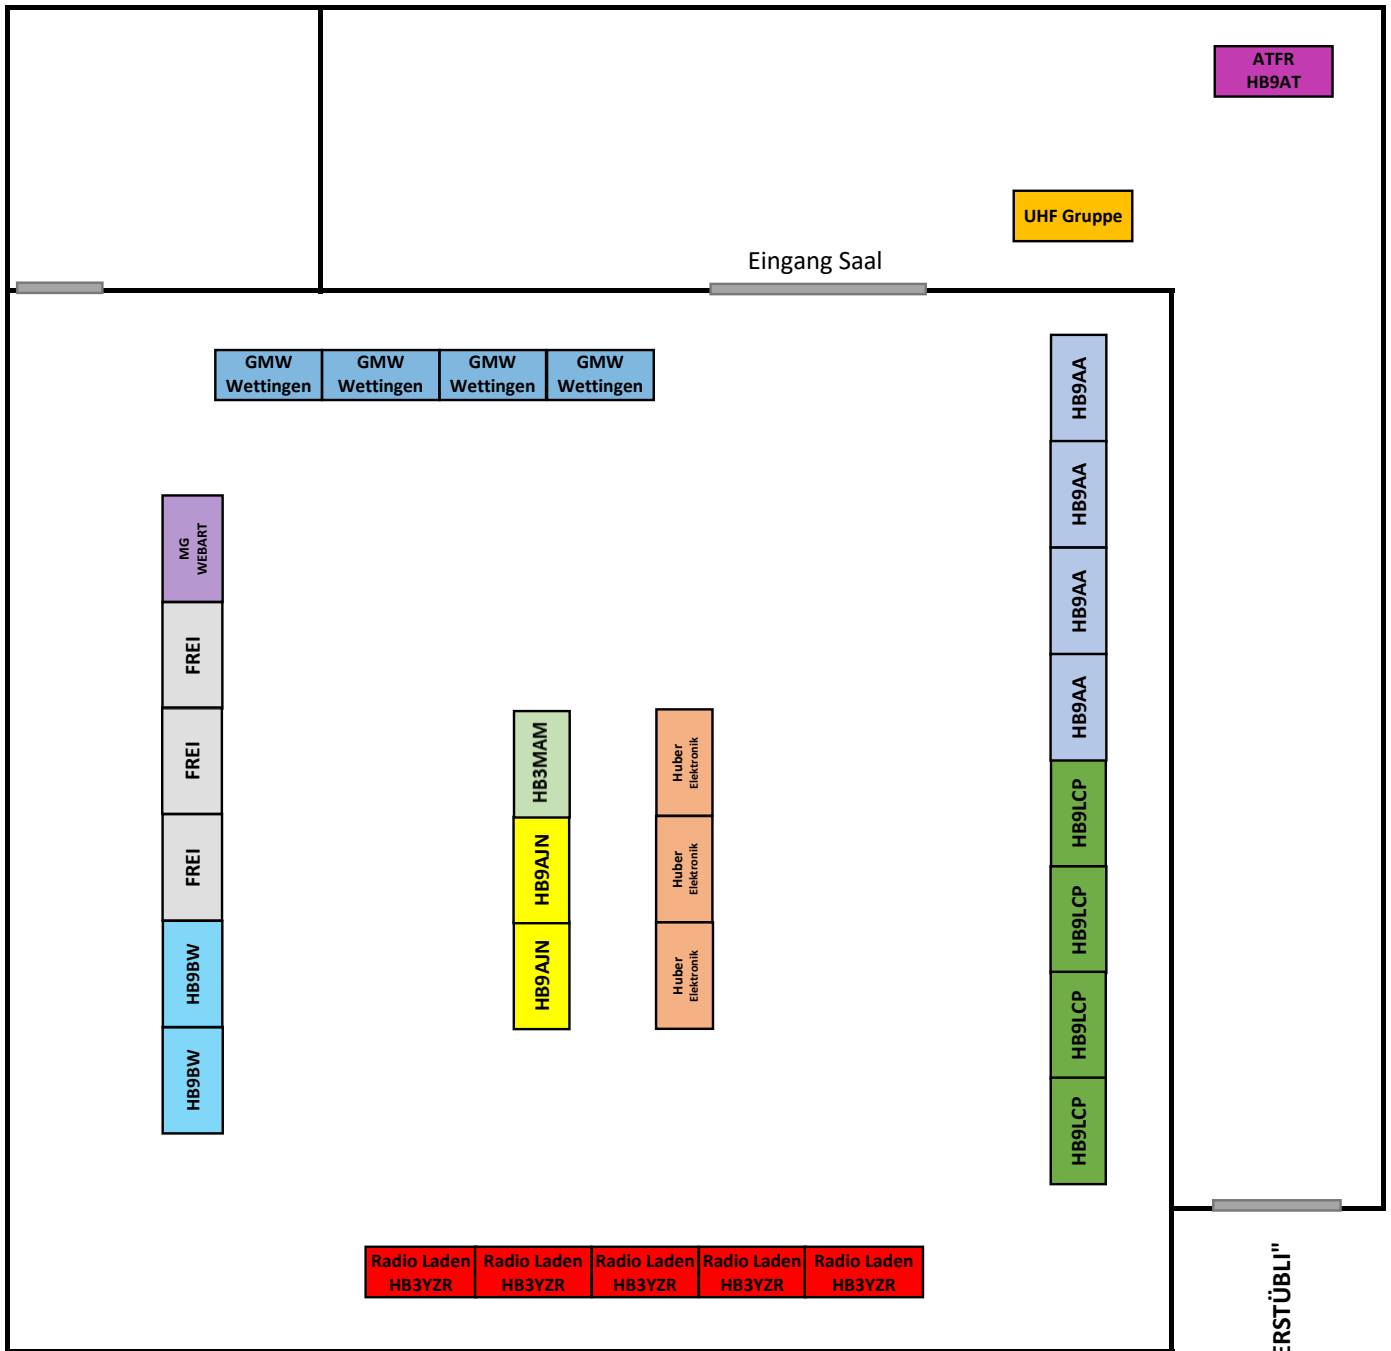 ATFR
HB9AT
UHF Gruppe
Eingang Saal
GMW
Wettingen
GMW
Wettingen
GMW
Wettingen
GMW
Wettingen
MG
WEBART
FREI
FREI
FREI
HB9BW
HB9BW
HB3MAM
HB9AJN
HB9AJN
Huber
Elektronik
Huber
Elektronik
Huber
Elektronik
HB9AA
HB9AA
HB9AA
HB9AA
HB9LCP
HB9LCP
HB9LCP
HB9LCP
Radio Laden
HB3YZR
Radio Laden
HB3YZR
Radio Laden
HB3YZR
Radio Laden
HB3YZR
Radio Laden
HB3YZR
ERSTÜBLI"